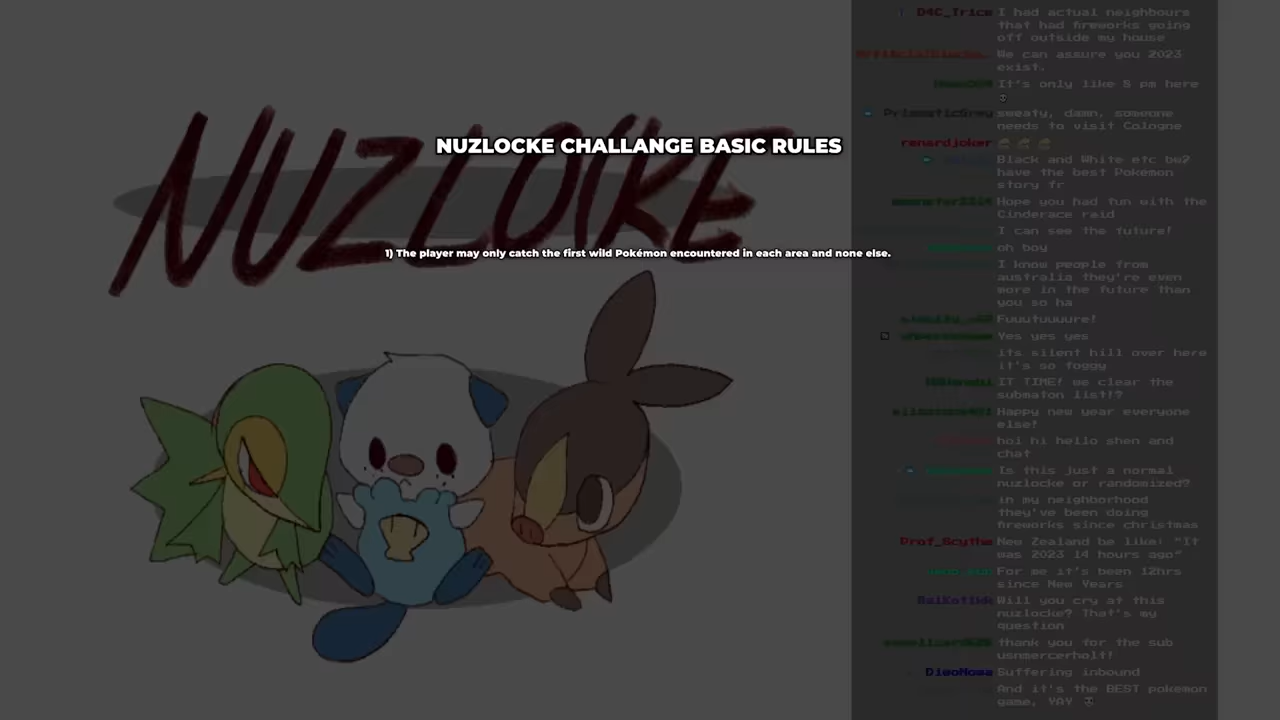 NUZLOCKE
NUZLOCKE CHALLANGE BASIC RULES
1) The player may only catch the first wild Pokémon encountered in each area and none else.
D4C_Trice I had actual neighbours
that had fireworks going
off outside my house
We can assure you 2023
exist.
It's only like 8 pm here
PrismaticGrey sweaty, damn, someone
needs to visit Cologne
renardjoker
Black and White etc bw2
have the best Pokémon
story fr
Hope you had fun with the
Cinderace raid
I can see the future!
oh boy
I know people from
australia they're even
more in the future than
you so ha
Fuuutuuuure!
Yes yes yes
its silent hill over here
it's so foggy
IT TIME! we clear the
submaton list!?
Happy new year everyone
else!
hoi hi hello shen and
chat
Is this just a normal
nuzlocke or randomized?
in my neighborhood
they've been doing
fireworks since christmas
Prof_Scythe New Zealand be like: "It
was 2023 14 hours ago"
For me it's been 12hrs
since New Years
Will you cry at this
nuzlocke? That's my
question
thank you for the sub
usmmercerholt!
Suffering inbound
And it's the BEST pokemon
game, YAY